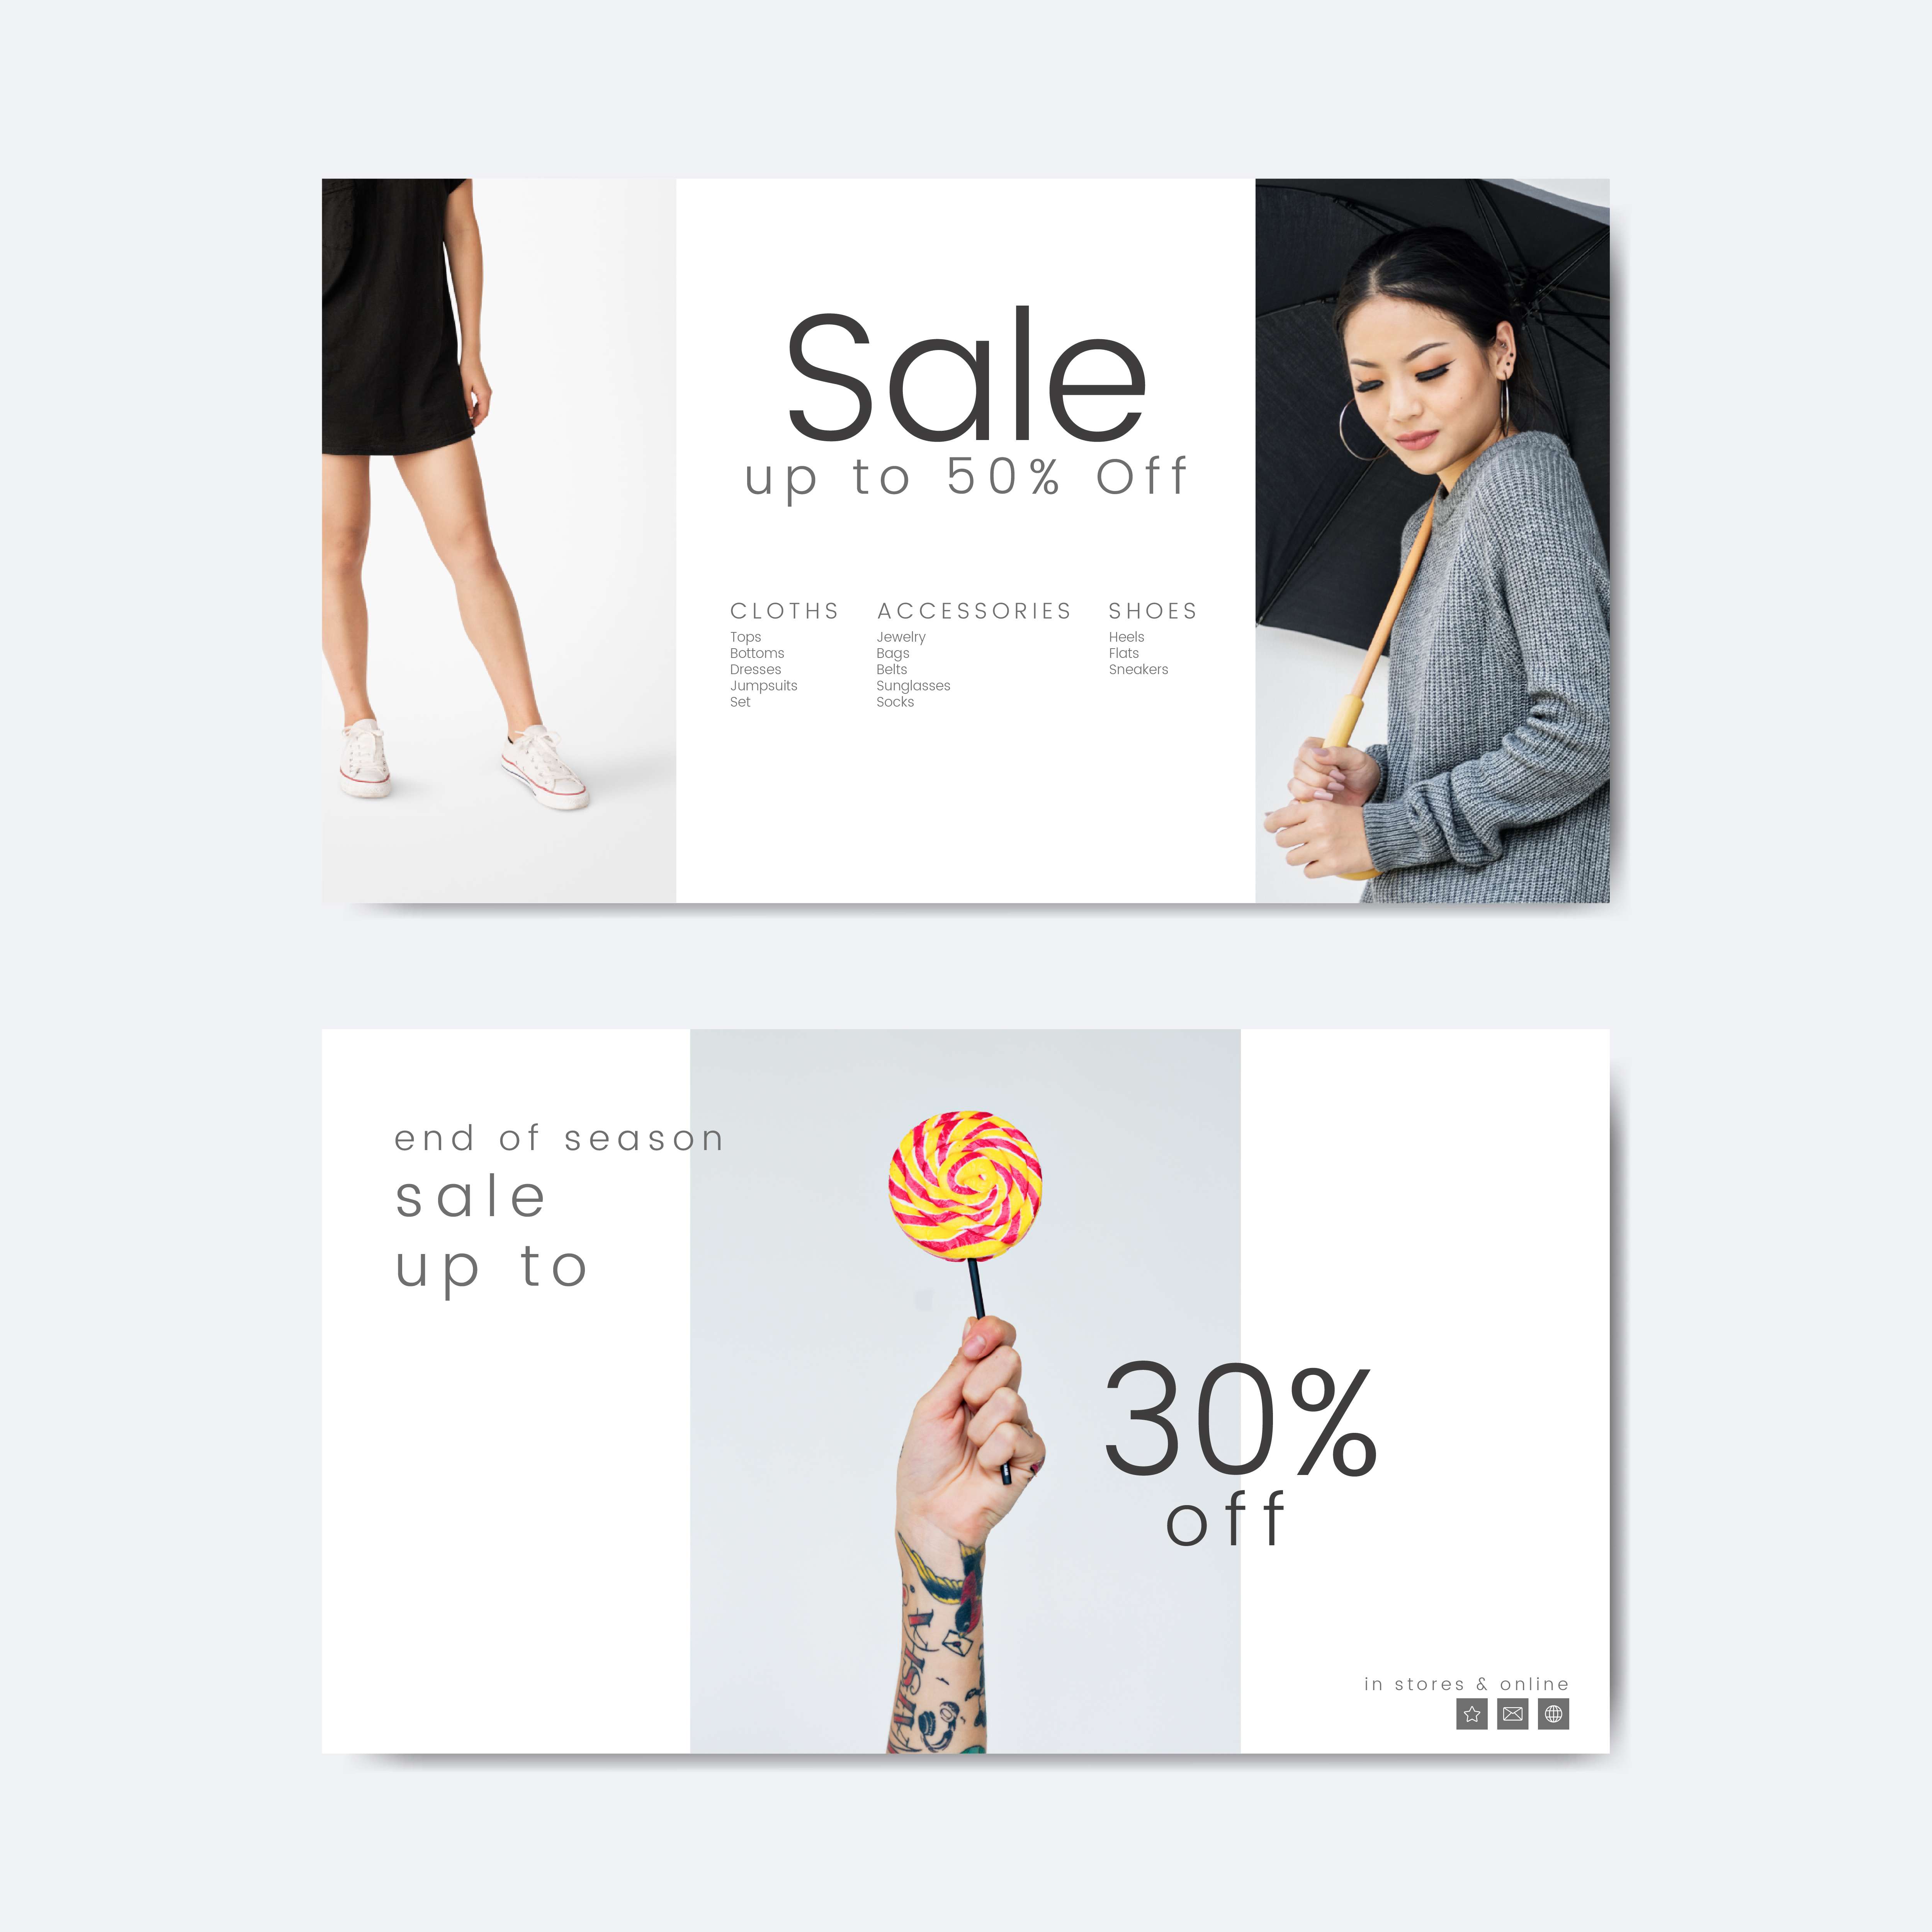 Sale
up to 50% Off
CLOTHS
Tops
Bottoms
Dresses
Jumpsuits
Set
ACCESSORIES
Jewelry
Bags
Belts
Sunglasses
Socks
SHOES
Heels
Flats
Sneakers
end of season
sale
up to
30%
off
in stores & online